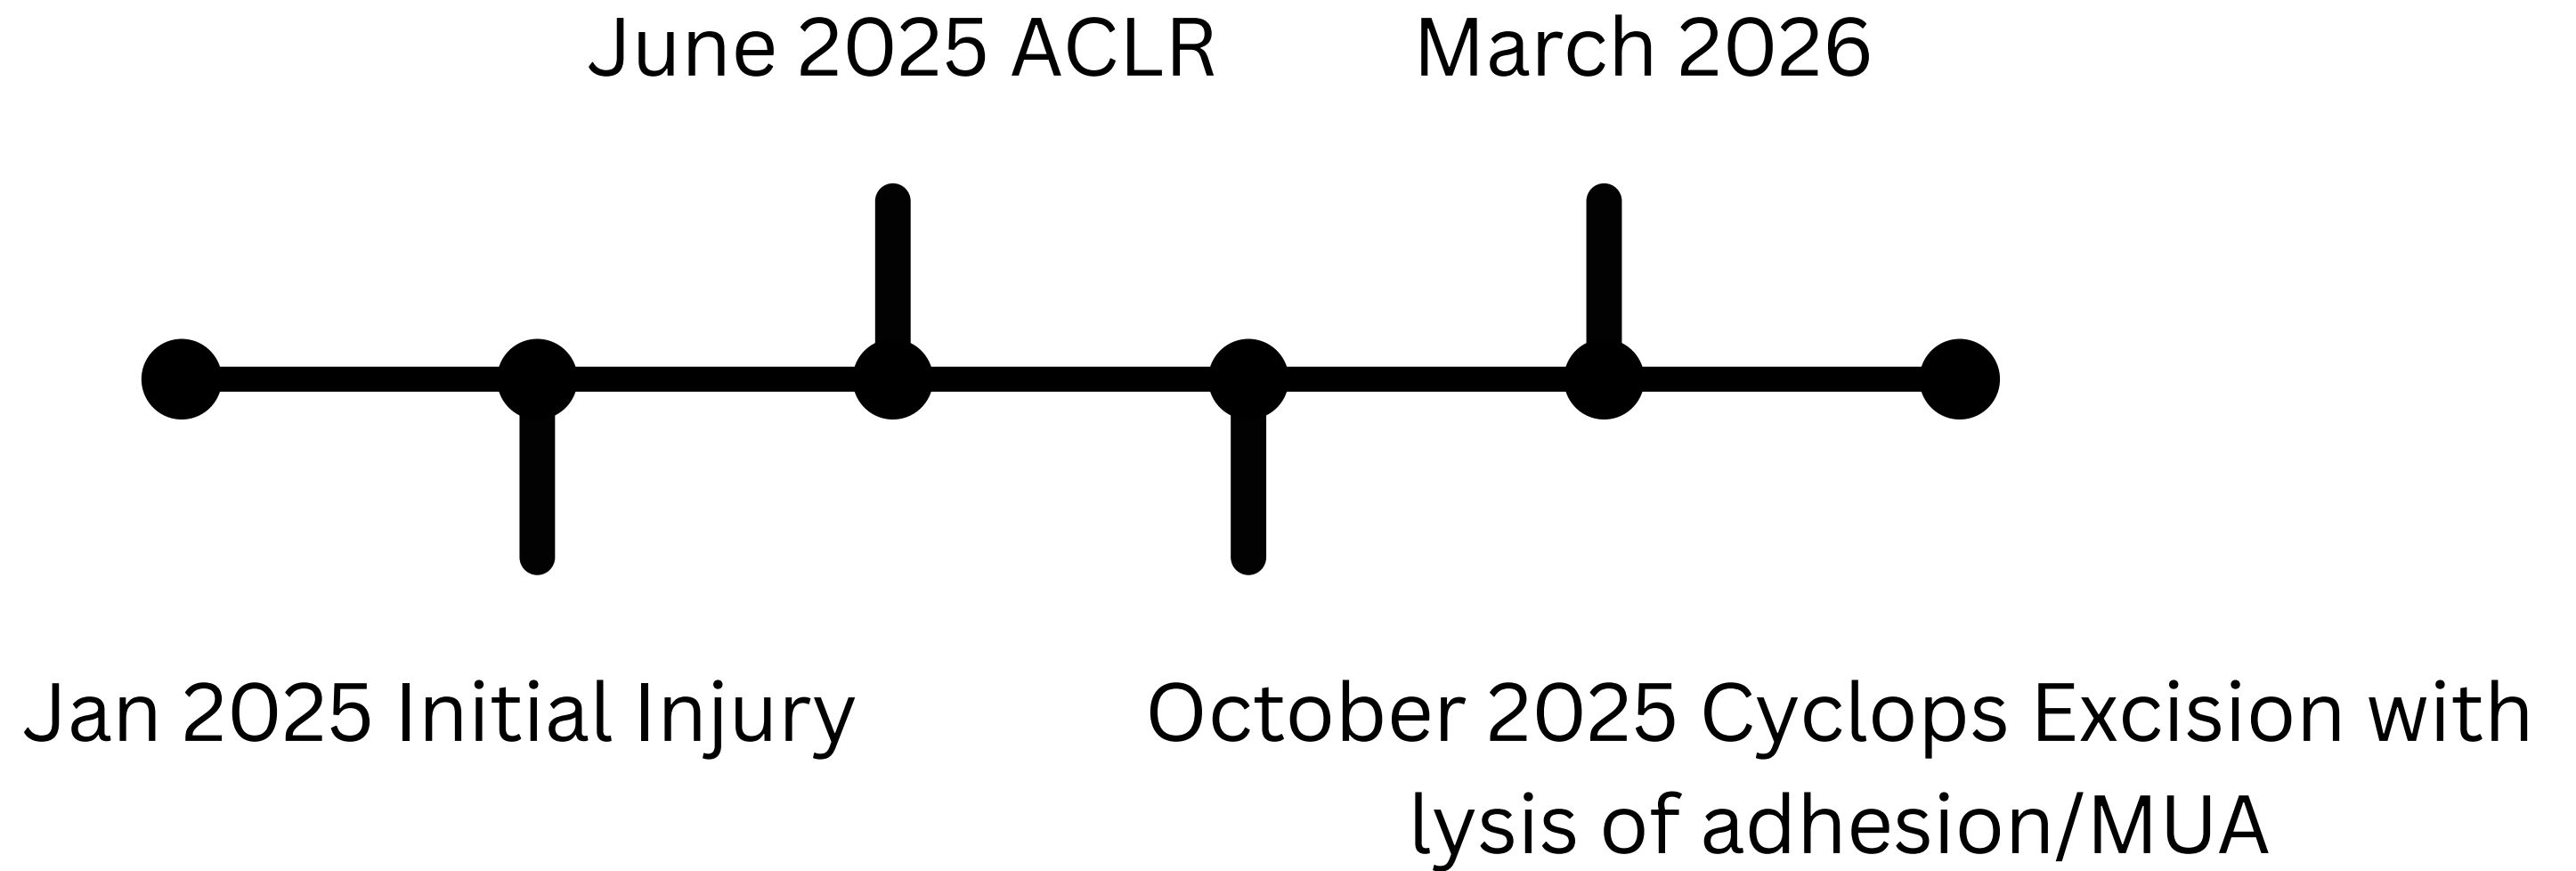 June 2025 ACLR
March 2026
Jan 2025 Initial Injury
October 2025 Cyclops Excision with
lysis of adhesion/MUA